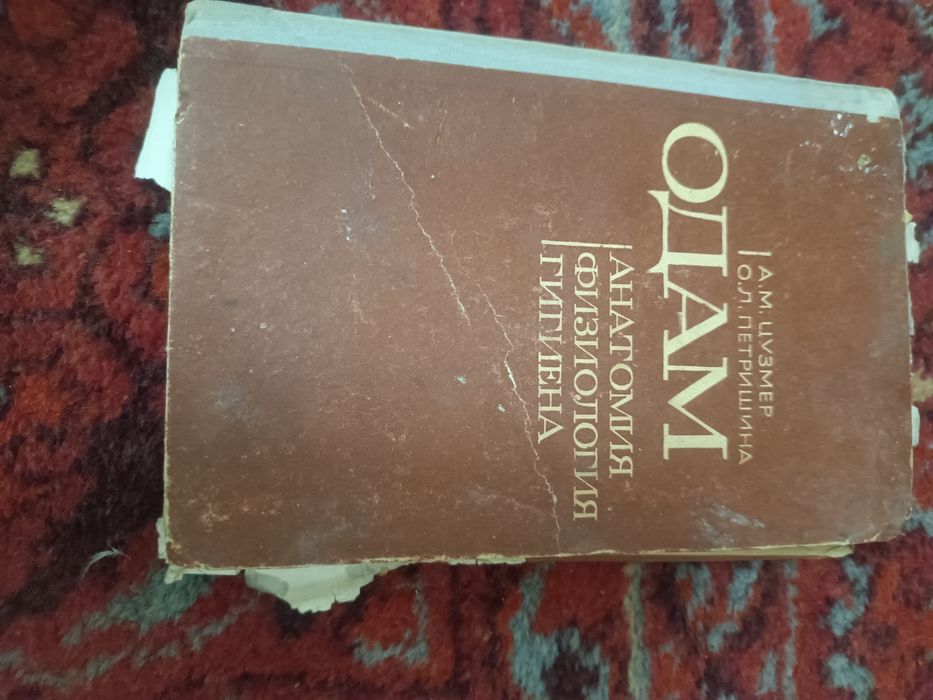 А.М. ЦУЗМЕР
О.Л. ПЕТРИШИНА
ОДАМ
АНАТОМИЯ
ФИЗИОЛОГИЯ
ГИГИЕНА